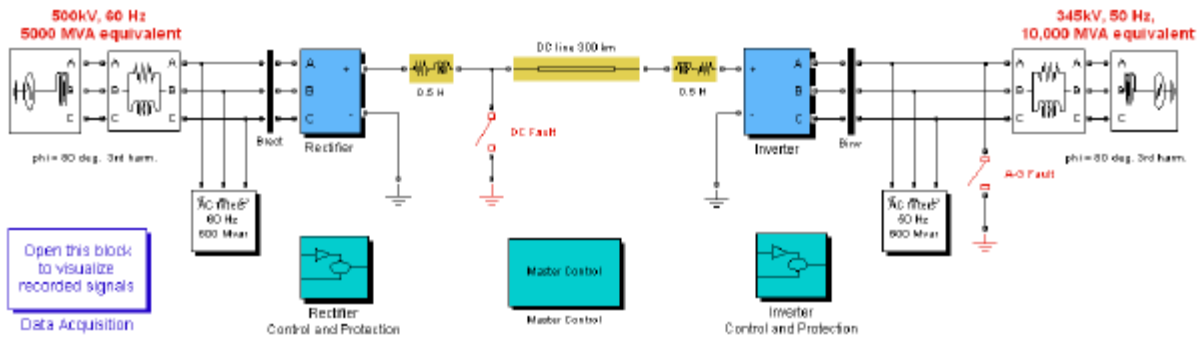 500kV, 60 Hz
5000 MVA equivalent
345kV, 50 Hz,
10,000 MVA equivalent
DC line 300 km
A
B
C
A
B
C
A
B
C
+
-
+
-
A
B
C
A
B
C
A
B
C
0.5 H
0.5 H
DC Fault
Brect
Rectifier
Inverter
Binv
phi = 80 deg. 3rd harm.
phi = 80 deg. 3rd harm.
A-G Fault
60 Hz
600 Mvar
50 Hz
600 Mvar
Open this block
to visualize
recorded signals
Data Acquisition
Rectifier
Control and Protection
Master Control
Master Control
Inverter
Control and Protection